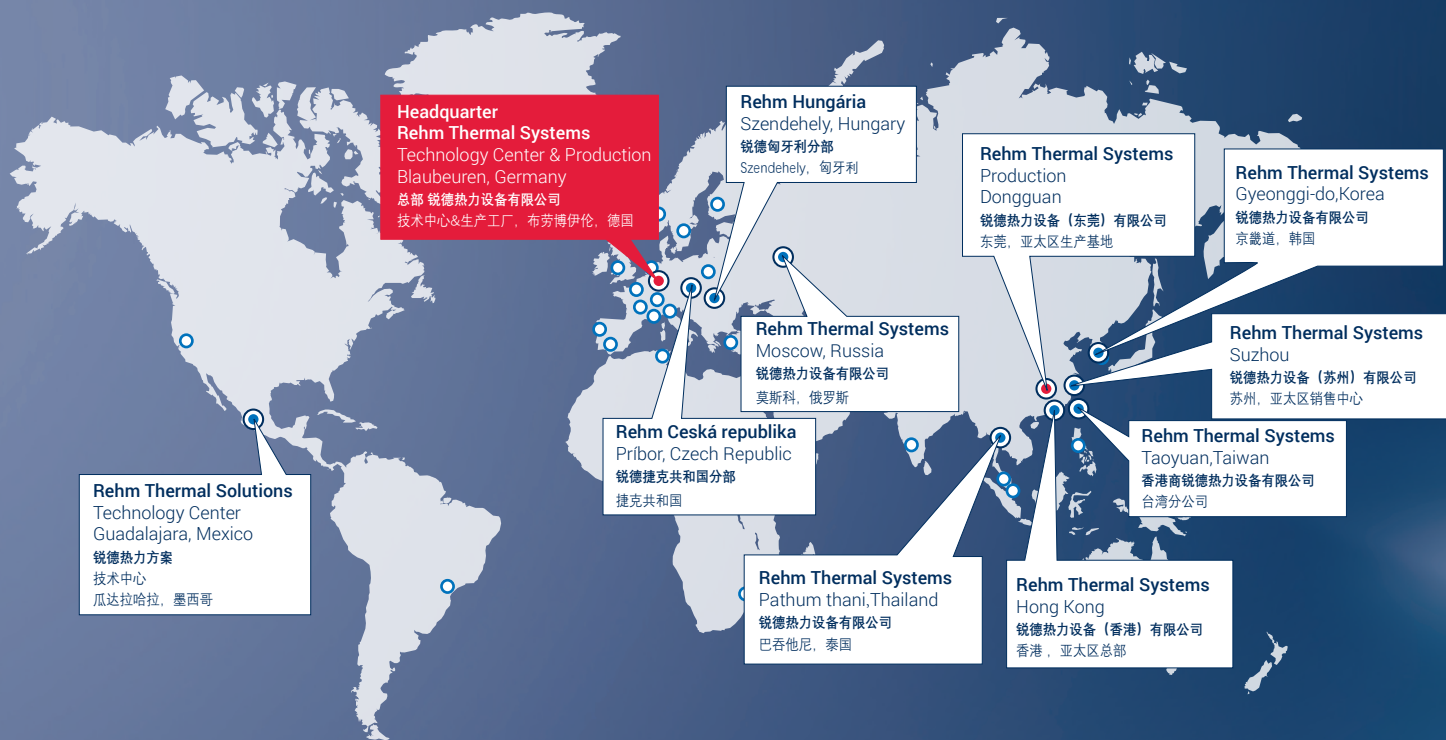 Headquarter
Rehm Thermal Systems
Technology Center & Production
Blaubeuren, Germany
总部 锐德热力设备有限公司
技术中心&生产工厂，布劳博伊伦，德国
Rehm Hungária
Szendehely, Hungary
锐德匈牙利分部
Szendehely，匈牙利
Rehm Thermal Systems
Production
Dongguan
锐德热力设备（东莞）有限公司
东莞，亚太区生产基地
Rehm Thermal Systems
Gyeonggi-do,Korea
锐德热力设备有限公司
京畿道，韩国
Rehm Thermal Systems
Moscow, Russia
锐德热力设备有限公司
莫斯科，俄罗斯
Rehm Thermal Systems
Suzhou
锐德热力设备（苏州）有限公司
苏州，亚太区销售中心
Rehm Ceská republika
Príbor, Czech Republic
锐德捷克共和国分部
捷克共和国
Rehm Thermal Systems
Taoyuan,Taiwan
香港商锐德热力设备有限公司
台湾分公司
Rehm Thermal Solutions
Technology Center
Guadalajara, Mexico
锐德热力方案
技术中心
瓜达拉哈拉，墨西哥
Rehm Thermal Systems
Pathum thani,Thailand
锐德热力设备有限公司
巴吞他尼，泰国
Rehm Thermal Systems
Hong Kong
锐德热力设备（香港）有限公司
香港 ，亚太区总部